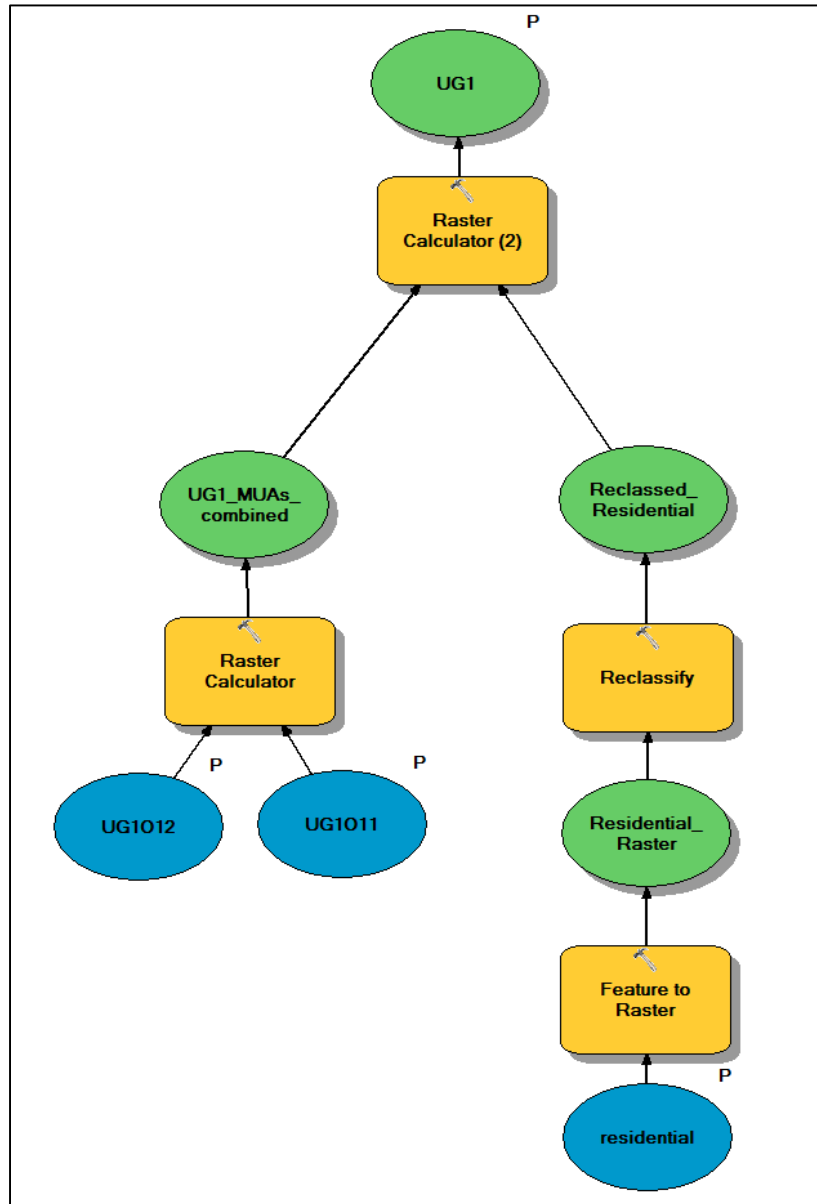 P
UG1
Raster
Calculator (2)
UG1_MUAs_
combined
Reclassed_
Residential
Raster
Calculator
Reclassify
P
P
UG1O12
UG1O11
Residential_
Raster
Feature to
Raster
P
residential